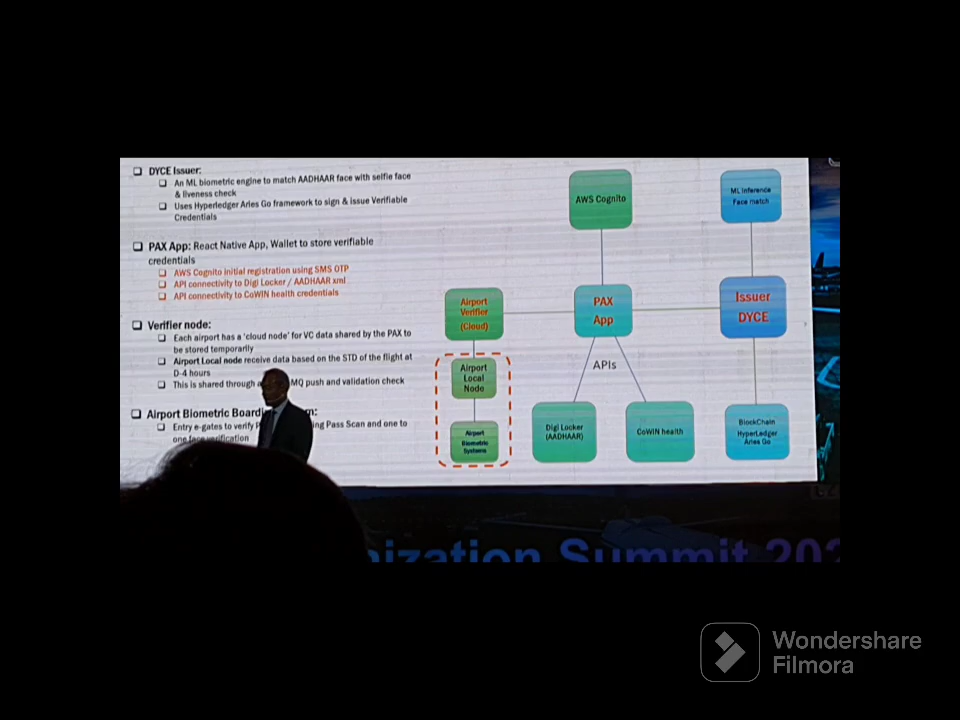 DYCE Issuer:
An ML biometric engine to match AADHAAR face with selfie face
& liveness check
Uses Hyperledger Aries Go framework to sign & issue Verifiable
Credentials
PAX App: React Native App, Wallet to store verifiable
credentials
AWS Cognito initial registration using SMS OTP
API connectivity to Digi Locker / AADHAAR xml
API connectivity to CoWIN health credentials
Verifier node:
Each airport has a 'cloud node' for VC data shared by the PAX to
be stored temporarily
Airport Local node receive data based on the STD of the flight at
D-4 hours
This is shared through a MQ push and validation check
Airport Biometric
Entry e-gates to verify Pass Scan and one to
one face verification
AWS Cognito
ML Inference
Face match
Airport
Verifier
(Cloud)
PAX
App
Issuer
DYCE
Airport
Local
Node
APIs
Airport
Biometric
Systems
Digi Locker
(AADHAAR)
CoWIN health
BlockChain
HyperLedger
Aries Go
Summit
Wondershare
Filmora